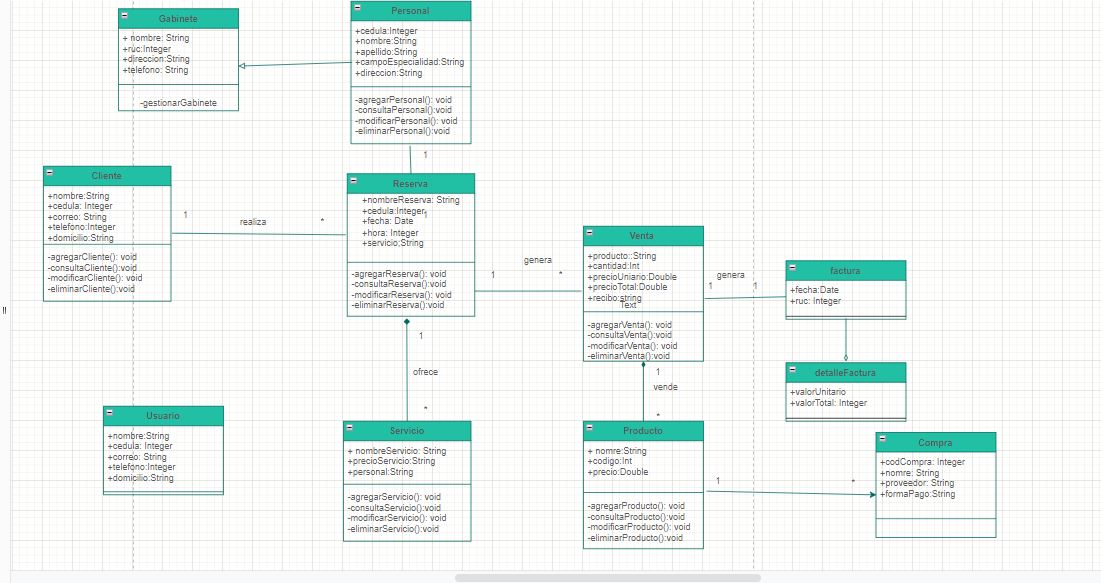 Gabinete
+ nombre: String
+ruc:Integer
+direccion:String
+telefono: String
-gestionarGabinete
Personal
+cedula:Integer
+nombre:String
+apellido:String
+campoEspecialidad:String
+direccion:String
-agregarPersonal(): void
-consultaPersonal():void
-modificarPersonal(): void
-eliminarPersonal():void
1
Cliente
+nombre:String
+cedula: Integer
+correo: String
+telefono:Integer
+domicilio:String
-agregarCliente(): void
-consultaCliente():void
-modificarCliente(): void
-eliminarCliente():void
1
realiza
*
Reserva
+nombreReserva: String
+cedula:Integer
1
+fecha: Date
+hora: Integer
+servicio;String
-agregarReserva(): void
-consultaReserva():void
-modificarReserva(): void
-eliminarReserva():void
genera
1
*
Venta
+producto::String
+cantidad:Int
+precioUniario:Double
+precioTotal:Double
+recibo:string
Text
-agregarVenta(): void
-consultaVenta():void
-modificarVenta(): void
-eliminarVenta():void
genera
1
1
factura
+fecha:Date
+ruc: Integer
detalleFactura
+valorUnitario
+valorTotal: Integer
1
ofrece
*
1
vende
*
Usuario
+nombre:String
+cedula: Integer
+correo: String
+telefono:Integer
+domicilio:String
Servicio
+ nombreServicio: String
+precioServicio:String
+personal:String
-agregarServicio(): void
-consultaServicio():void
-modificarServicio(): void
-eliminarServicio():void
Producto
+ nomre:String
+codigo:Int
+precio:Double
-agregarProducto(): void
-consultaProducto():void
-modificarProducto(): void
-eliminarProducto():void
1
*
Compra
+codCompra: Integer
+nomre: String
+proveedor: String
+formaPago:String